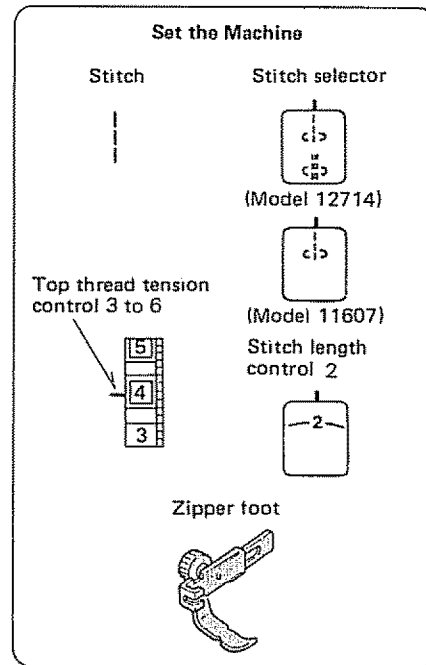 Set the Machine
Stitch
Stitch selector
(Model 12714)
Top thread tension
control 3 to 6
5
4
3
(Model 11607)
Stitch length
control 2
2
Zipper foot